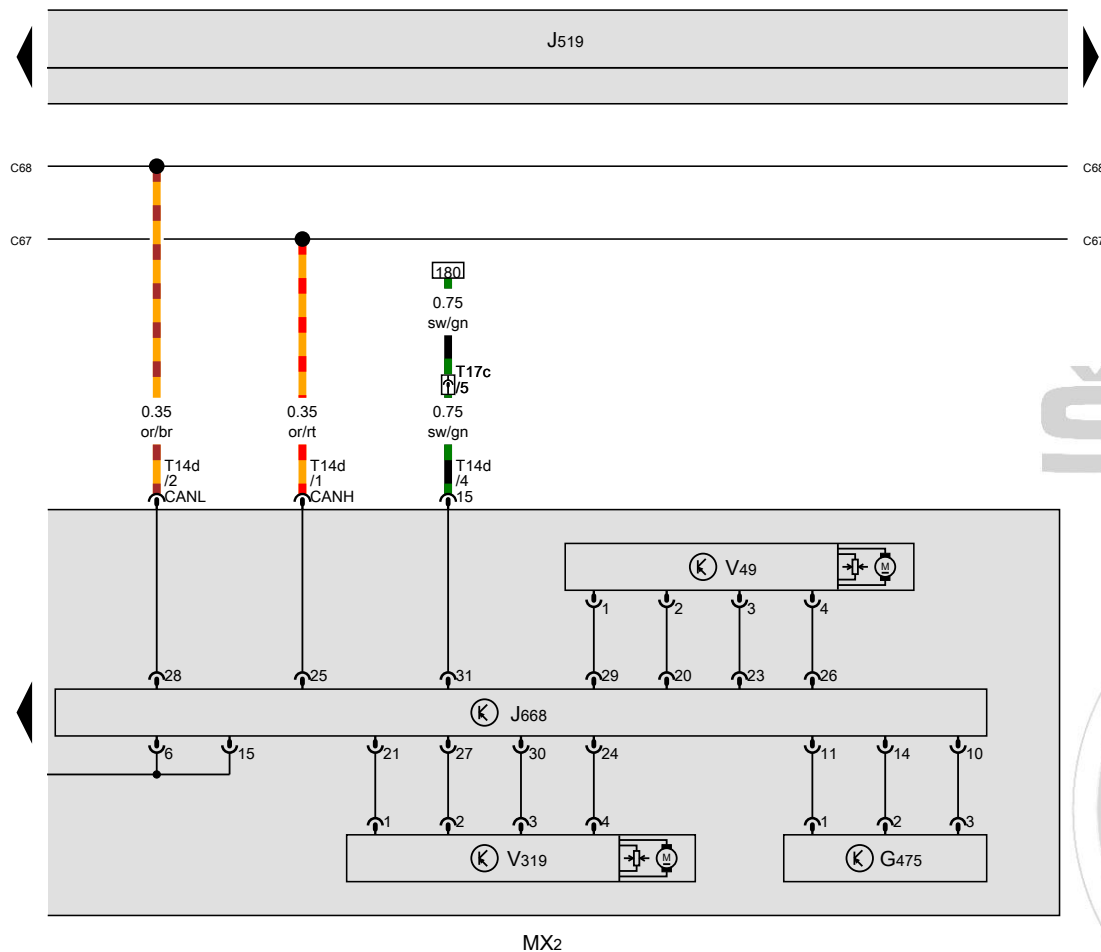 J519
C68 C68
C67 C67
180
0.75
sw/gn
T17c
/5
0.35 0.35 0.75
or/br or/rt sw/gn
T14d T14d T14d
/2 /1 /4
CANL CANH 15
V49 M
1 2 3 4
28 25 31 29 20 23 26
J668
6 15 21 27 30 24 11 14 10
1 2 3 4 1 2 3
V319 M G475
MX2
Š